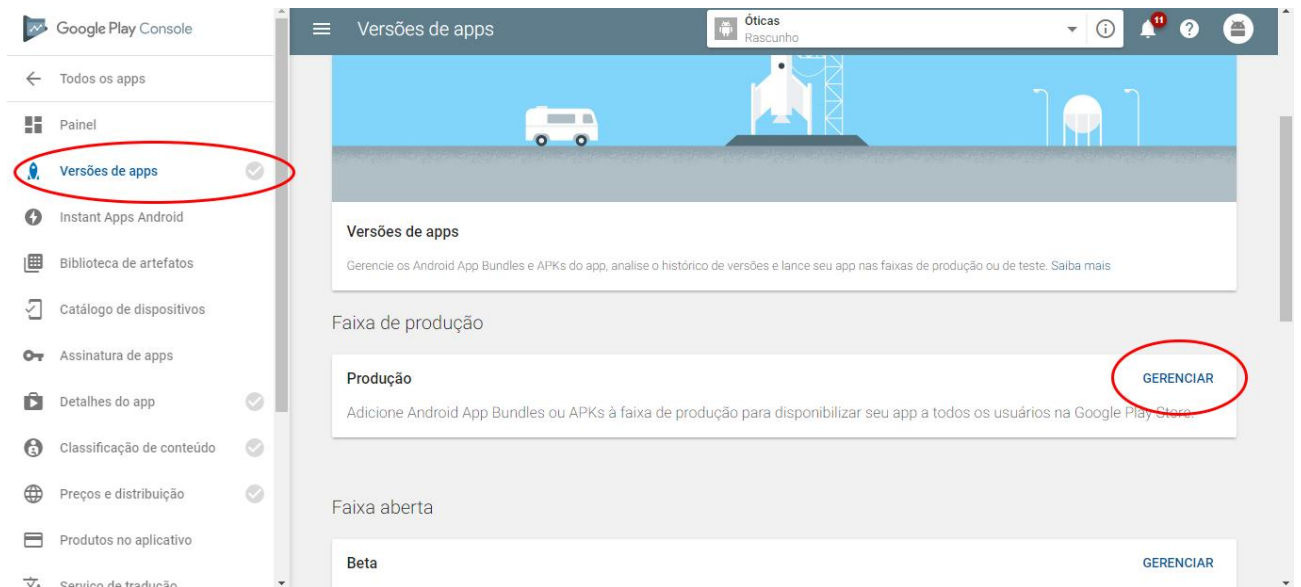 Google Play Console
Todos os apps
Painel
Versões de apps
Instant Apps Android
Biblioteca de artefatos
Catálogo de dispositivos
Assinatura de apps
Detalhes do app
Classificação de conteúdo
Preços e distribuição
Produtos no aplicativo
Serviço de tradução
Versões de apps
Óticas
Rascunho
11
Versões de apps
Gerencie os Android App Bundles e APKs do app, analise o histórico de versões e lance seu app nas faixas de produção ou de teste. Saiba mais
Faixa de produção
Produção
GERENCIAR
Adicione Android App Bundles ou APKs à faixa de produção para disponibilizar seu app a todos os usuários na Google Play Store.
Faixa aberta
Beta
GERENCIAR